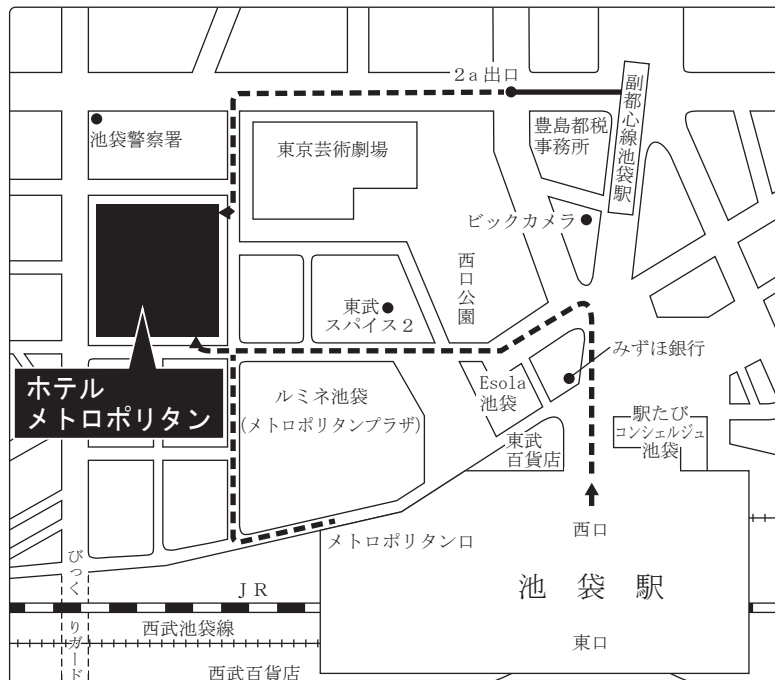 2a出口
副都心線池袋駅
池袋警察署
東京芸術劇場
豊島都税
事務所
ビックカメラ
西口公園
東武
スパイス2
みずほ銀行
ホテル
メトロポリタン
ルミネ池袋
(メトロポリタンプラザ)
Esola
池袋
東武
百貨店
駅たび
コンシェルジュ
池袋
メトロポリタン口
西口
池袋駅
東口
びっくりガード
JR
西武池袋線
西武百貨店